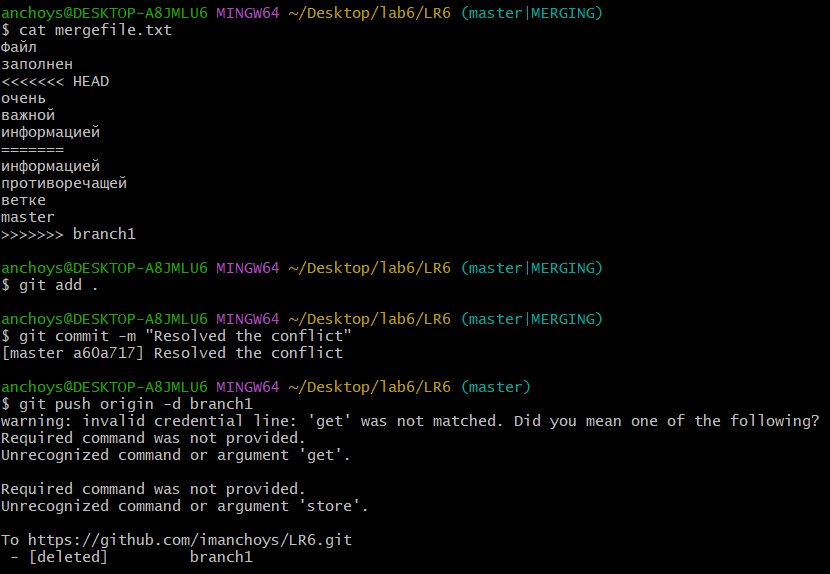 anchoys@DESKTOP-A8JMLU6 MINGW64 ~/Desktop/lab6/LR6 (master|MERGING)
$ cat mergefile.txt
Файл
заполнен
<<<<<<< HEAD
очень
важной
информацией
=======
информацией
противоречащей
ветке
master
>>>>>>> branch1

anchoys@DESKTOP-A8JMLU6 MINGW64 ~/Desktop/lab6/LR6 (master|MERGING)
$ git add .

anchoys@DESKTOP-A8JMLU6 MINGW64 ~/Desktop/lab6/LR6 (master|MERGING)
$ git commit -m "Resolved the conflict"
[master a60a717] Resolved the conflict

anchoys@DESKTOP-A8JMLU6 MINGW64 ~/Desktop/lab6/LR6 (master)
$ git push origin -d branch1
warning: invalid credential line: 'get' was not matched. Did you mean one of the following?
Required command was not provided.
Unrecognized command or argument 'get'.

Required command was not provided.
Unrecognized command or argument 'store'.

To https://github.com/imanchoys/LR6.git
 - [deleted]         branch1